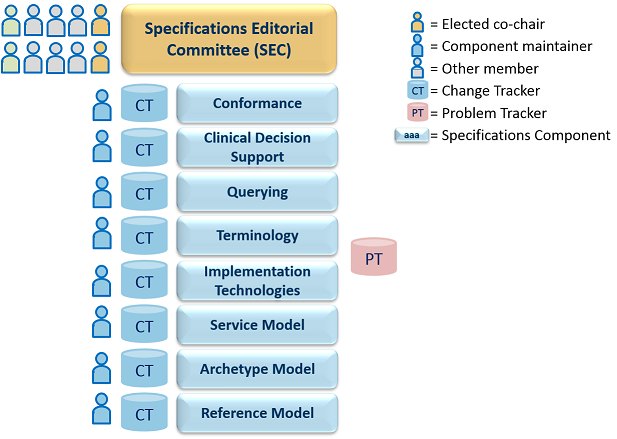 Specifications Editorial
Committee (SEC)
= Elected co-chair
= Component maintainer
= Other member
CT = Change Tracker
PT = Problem Tracker
aaa = Specifications Component
CT Conformance
CT Clinical Decision
Support
CT Querying
CT Terminology
PT
CT Implementation
Technologies
CT Service Model
CT Archetype Model
CT Reference Model